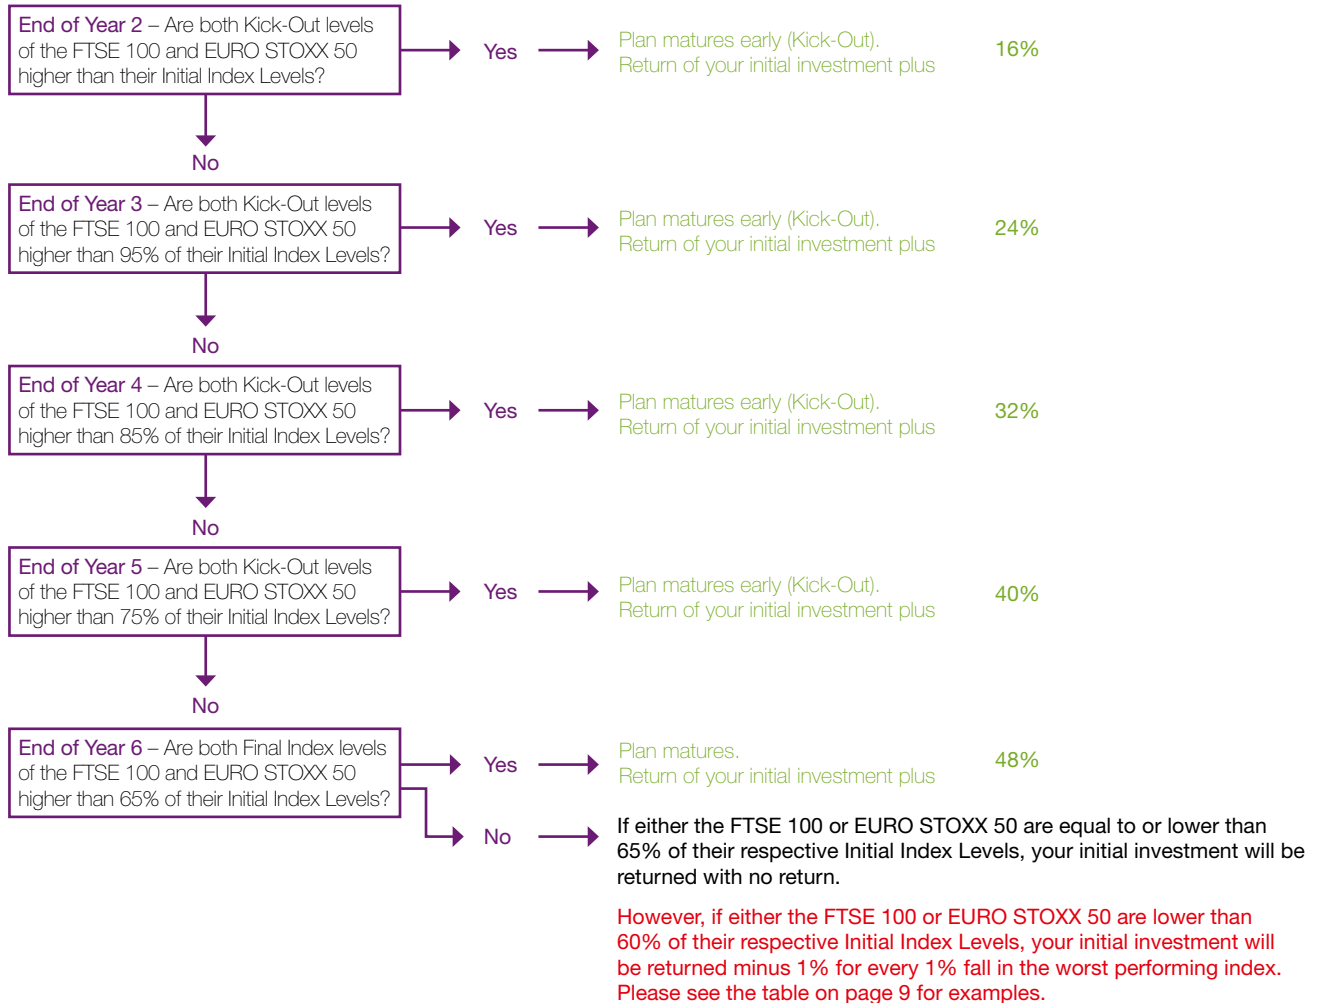 End of Year 2 – Are both Kick-Out levels
of the FTSE 100 and EURO STOXX 50
higher than their Initial Index Levels?
Yes
Plan matures early (Kick-Out).
Return of your initial investment plus
16%
No
End of Year 3 – Are both Kick-Out levels
of the FTSE 100 and EURO STOXX 50
higher than 95% of their Initial Index Levels?
Yes
Plan matures early (Kick-Out).
Return of your initial investment plus
24%
No
End of Year 4 – Are both Kick-Out levels
of the FTSE 100 and EURO STOXX 50
higher than 85% of their Initial Index Levels?
Yes
Plan matures early (Kick-Out).
Return of your initial investment plus
32%
No
End of Year 5 – Are both Kick-Out levels
of the FTSE 100 and EURO STOXX 50
higher than 75% of their Initial Index Levels?
Yes
Plan matures early (Kick-Out).
Return of your initial investment plus
40%
No
End of Year 6 – Are both Final Index levels
of the FTSE 100 and EURO STOXX 50
higher than 65% of their Initial Index Levels?
Yes
Plan matures.
Return of your initial investment plus
48%
No
If either the FTSE 100 or EURO STOXX 50 are equal to or lower than
65% of their respective Initial Index Levels, your initial investment will be
returned with no return.
However, if either the FTSE 100 or EURO STOXX 50 are lower than
60% of their respective Initial Index Levels, your initial investment will
be returned minus 1% for every 1% fall in the worst performing index.
Please see the table on page 9 for examples.